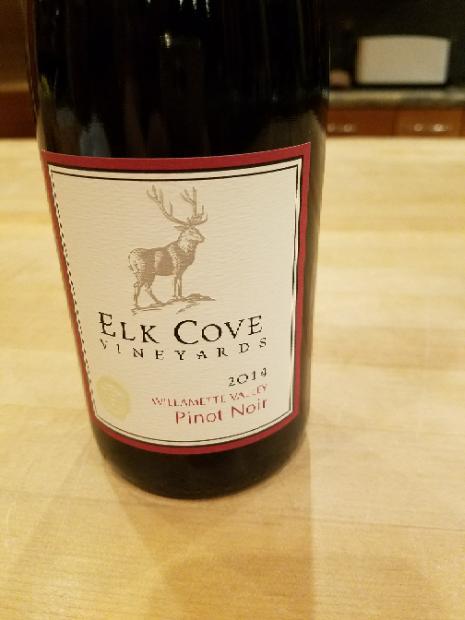 ELK COVE
VINEYARDS
2014
WILLAMETTE VALLEY
Pinot Noir